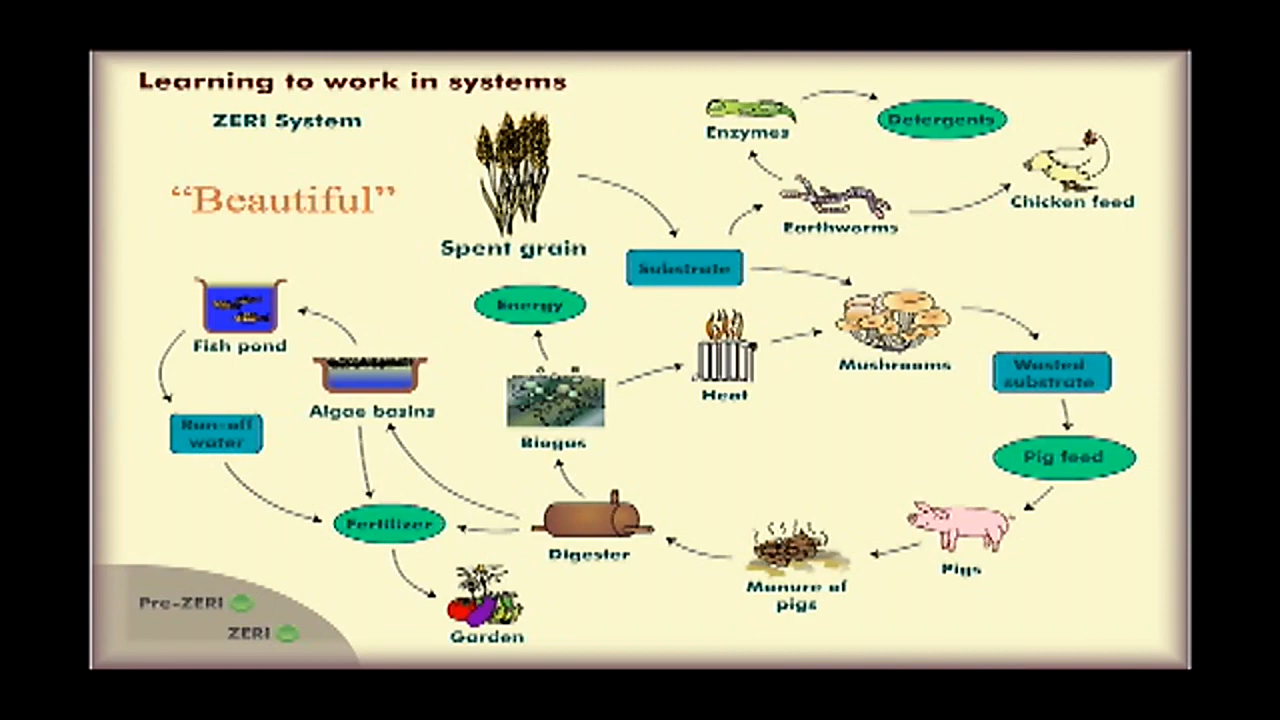 Learning to work in systems
ZERI System
"Beautiful"
Spent grain
Enzymes
Detergents
Chicken feed
Earthworms
Substrate
Energy
Fish pond
Algae basins
Heat
Mushrooms
Wasted
substrate
Run-off
water
Biogas
Pig feed
Fertilizer
Digester
Manure of
pigs
Pigs
Garden
Pre-ZERI
ZERI